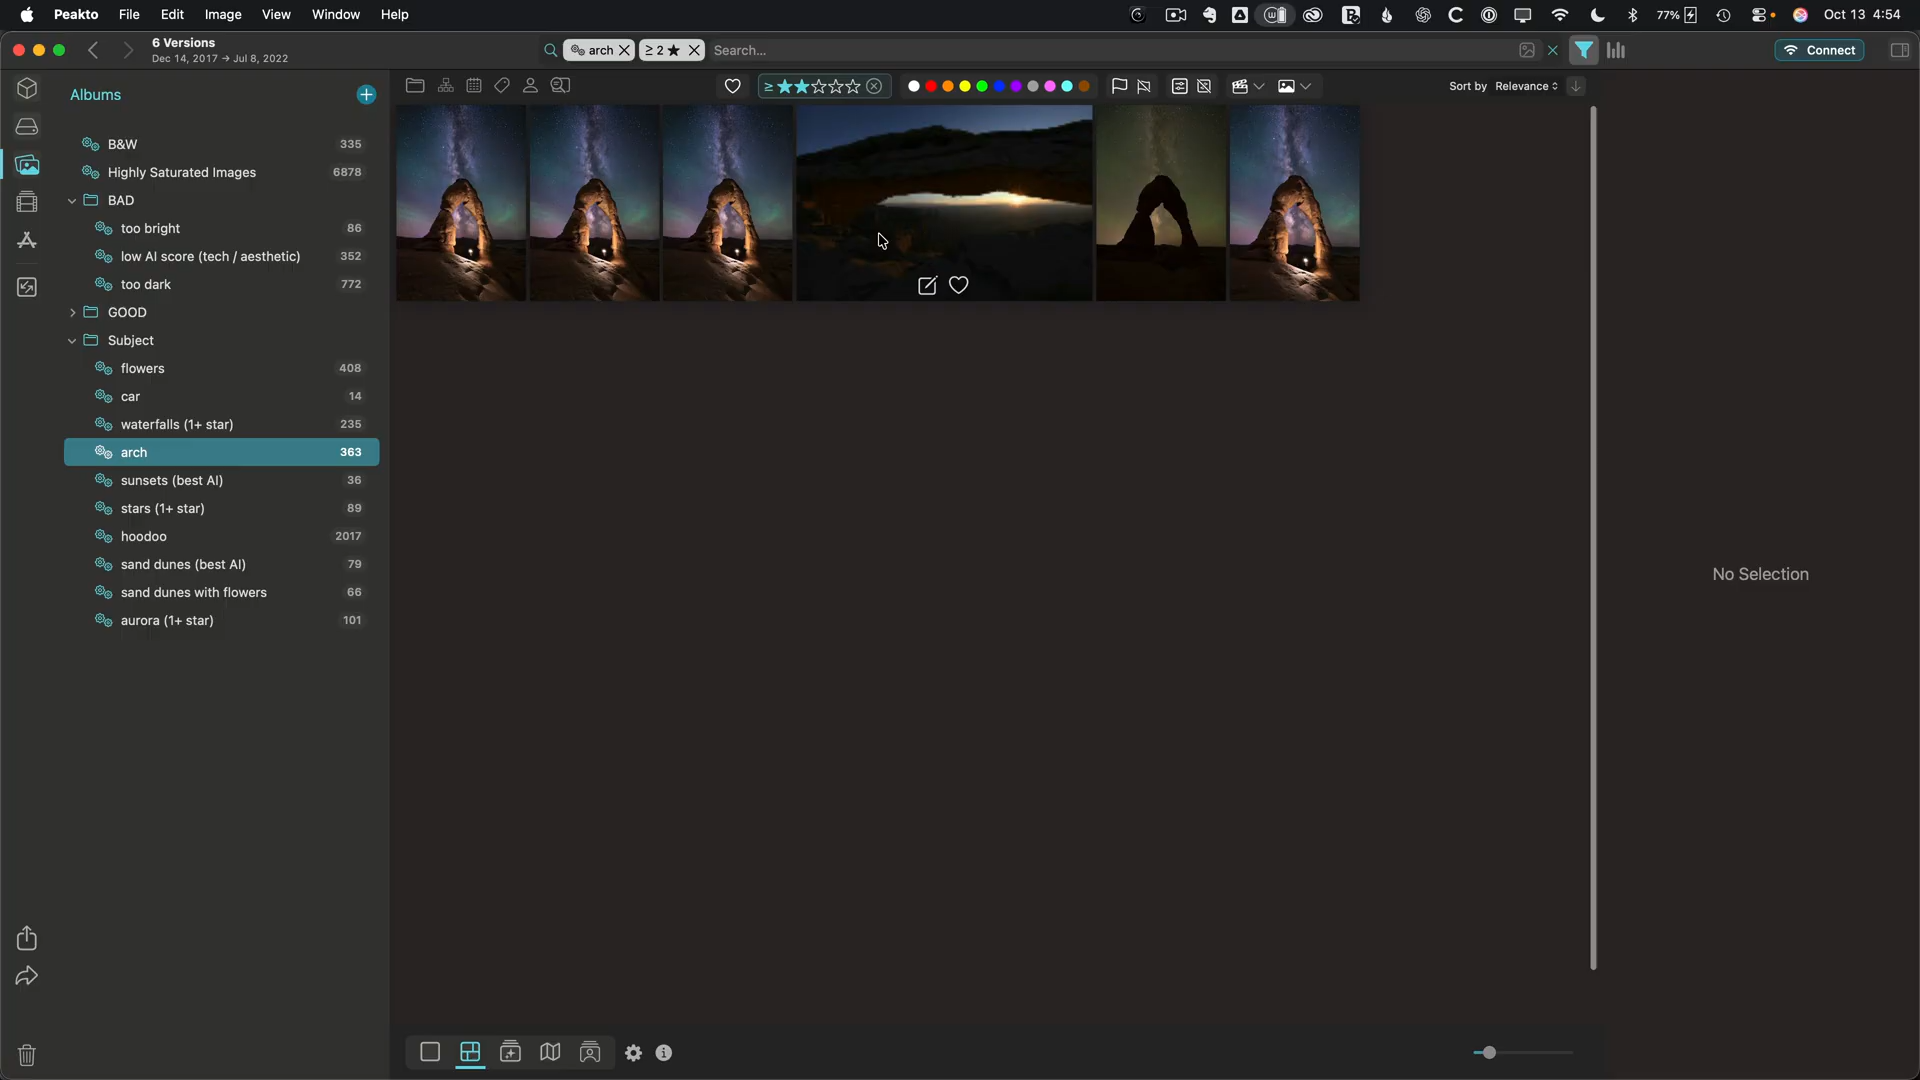 Peakto File Edit Image View Window Help
77% Oct 13 4:54
6 Versions
Dec 14, 2017 → Jul 8, 2022
arch ≥ 2 ★ Search...
Connect
Albums
Sort by Relevance
B&W 335
Highly Saturated Images 6878
BAD
too bright 86
low AI score (tech / aesthetic) 352
too dark 772
GOOD
Subject
flowers 408
car 14
waterfalls (1+ star) 235
arch 363
sunsets (best AI) 36
stars (1+ star) 89
hoodoo 2017
sand dunes (best AI) 79
sand dunes with flowers 66
aurora (1+ star) 101
No Selection